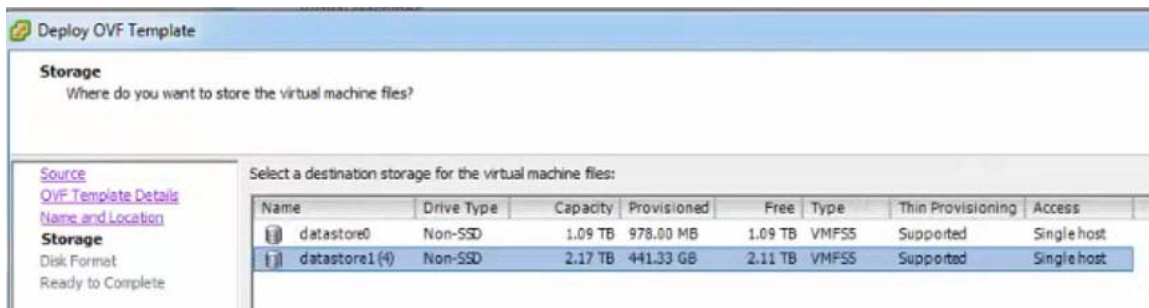 Deploy OVF Template
Storage
Where do you want to store the virtual machine files?
Source
OVF Template Details
Name and Location
Storage
Disk Format
Ready to Complete
Select a destination storage for the virtual machine files:
Name Drive Type Capacity Provisioned Free Type Thin Provisioning Access
datastore0 Non-SSD 1.09 TB 978.00 MB 1.09 TB VMFS5 Supported Single host
datastore1 (4) Non-SSD 2.17 TB 441.33 GB 2.11 TB VMFS5 Supported Single host